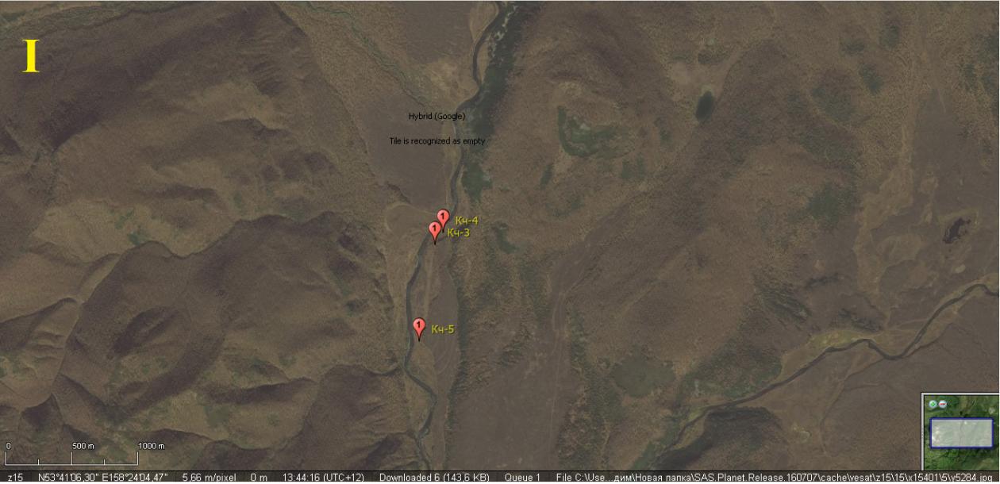 I
Hybrid (Google)
Tile is recognized as empty
1
Кч-4
1
Кч-3
1
Кч-5
0 500 m 1000 m
z15 N53°41'06,30" E158°24'04,47" 5,66 m/pixel 0 m 13:44:16 (UTC+12) Downloaded 6 (143,6 KB) Queue 1 File C:\Use...дим\Новая папка\SAS.Planet.Release.160707\cache\vesat\z15\15\x15401\5\y5284.jpg